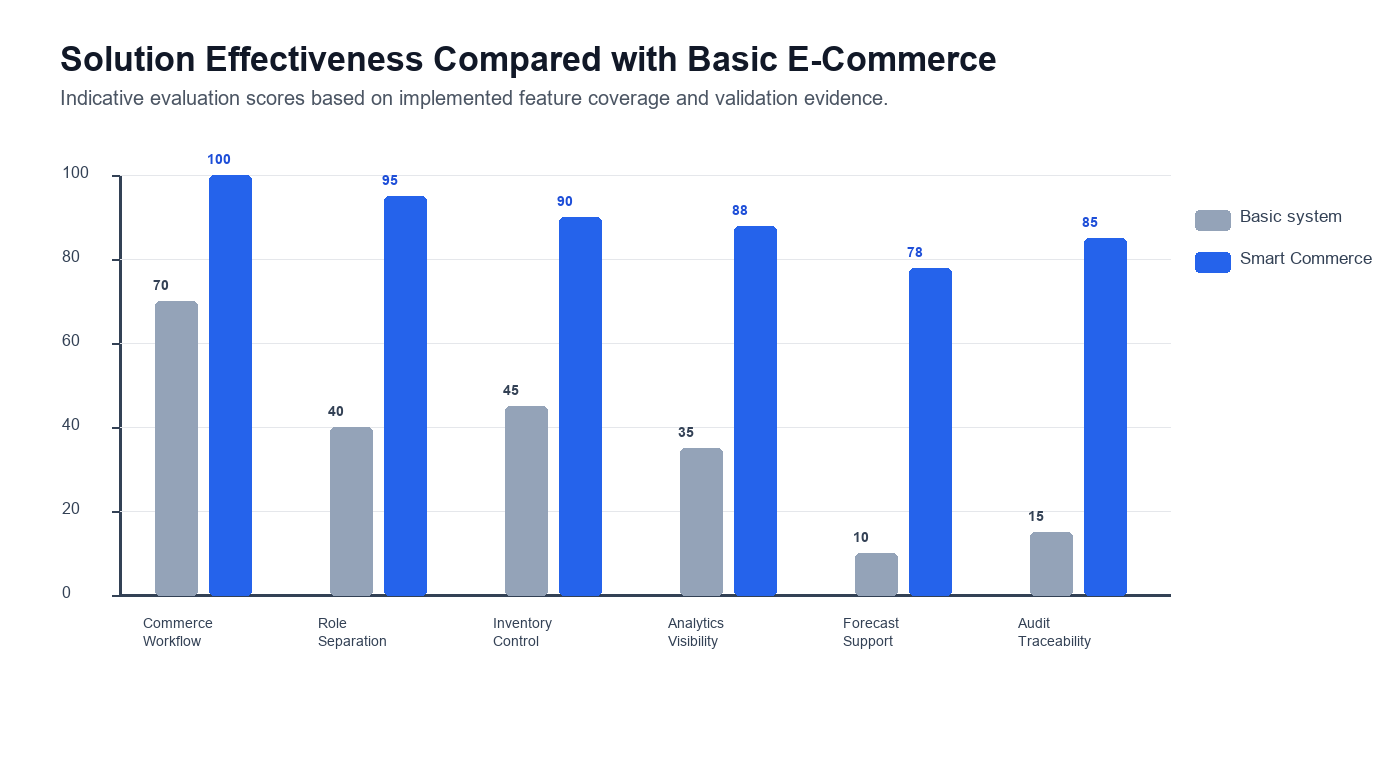 Solution Effectiveness Compared with Basic E-Commerce
Indicative evaluation scores based on implemented feature coverage and validation evidence.
100
80
60
40
20
0
70
100
40
95
45
90
35
88
10
78
15
85
Basic system
Smart Commerce
Commerce
Workflow
Role
Separation
Inventory
Control
Analytics
Visibility
Forecast
Support
Audit
Traceability